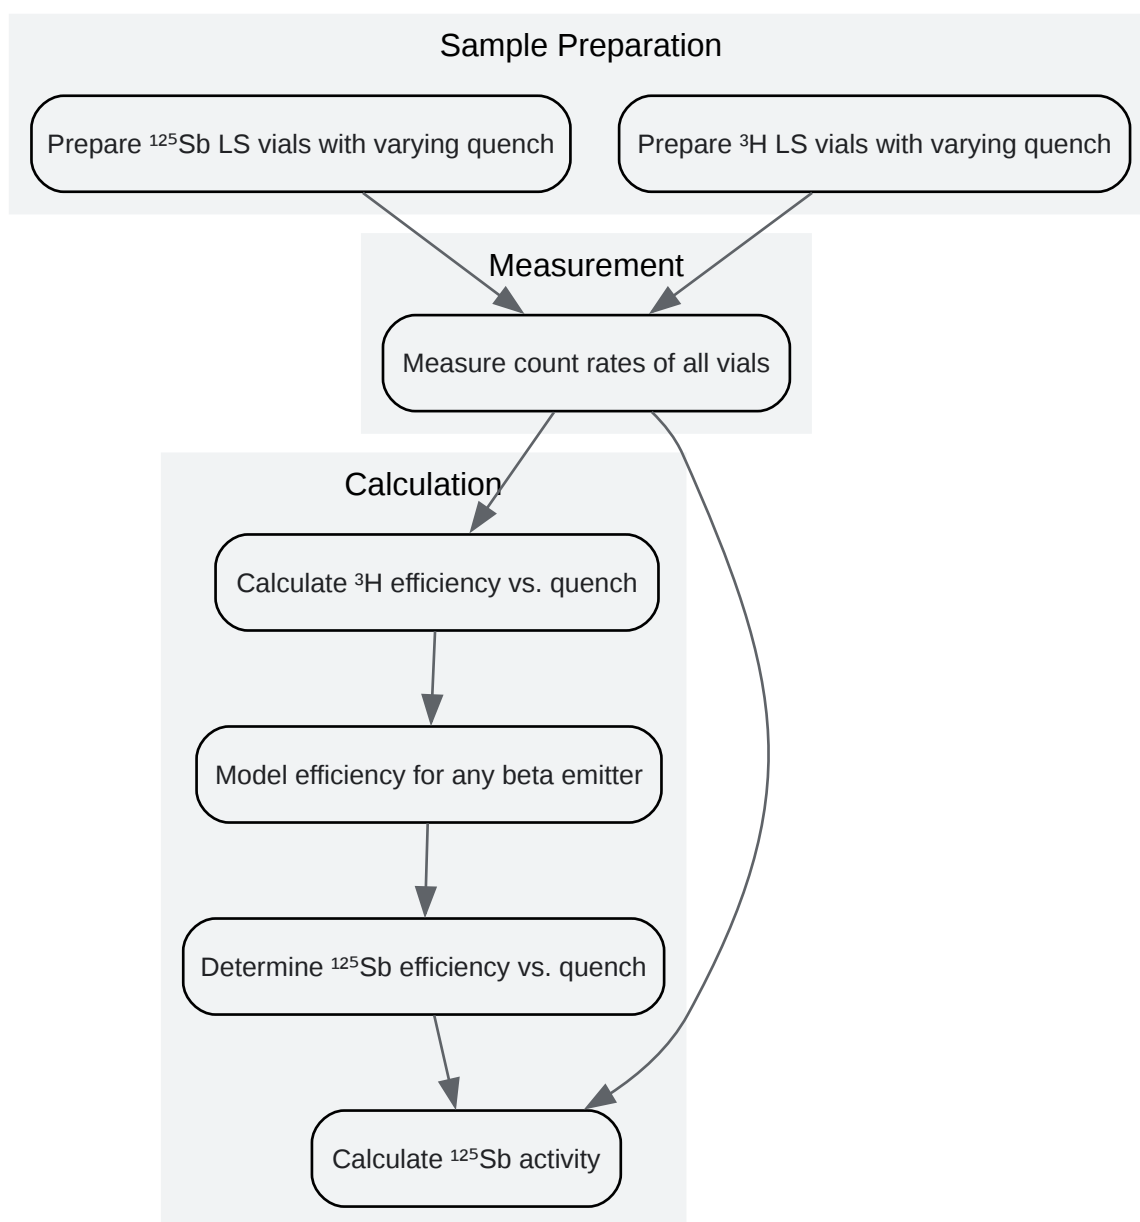 Sample Preparation
Prepare ¹²⁵Sb LS vials with varying quench
Prepare ³H LS vials with varying quench
Measurement
Measure count rates of all vials
Calculation
Calculate ³H efficiency vs. quench
Model efficiency for any beta emitter
Determine ¹²⁵Sb efficiency vs. quench
Calculate ¹²⁵Sb activity